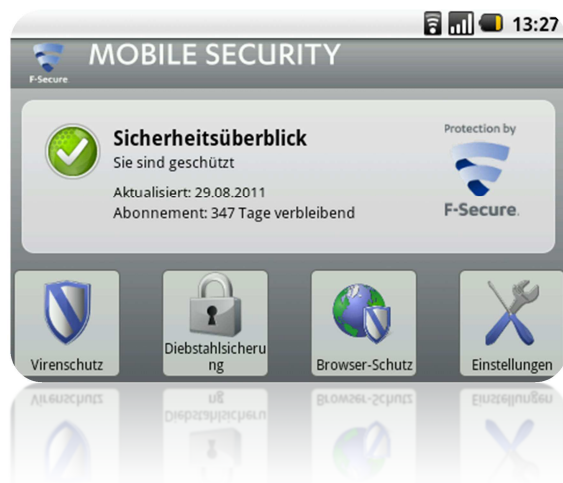 13:27
F-Secure
MOBILE SECURITY
Sicherheitsüberblick
Sie sind geschützt
Aktualisiert: 29.08.2011
Abonnement: 347 Tage verbleibend
Protection by
F-Secure.
Virenschutz
Diebstahlsicheru
ng
Browser-Schutz
Einstellungen